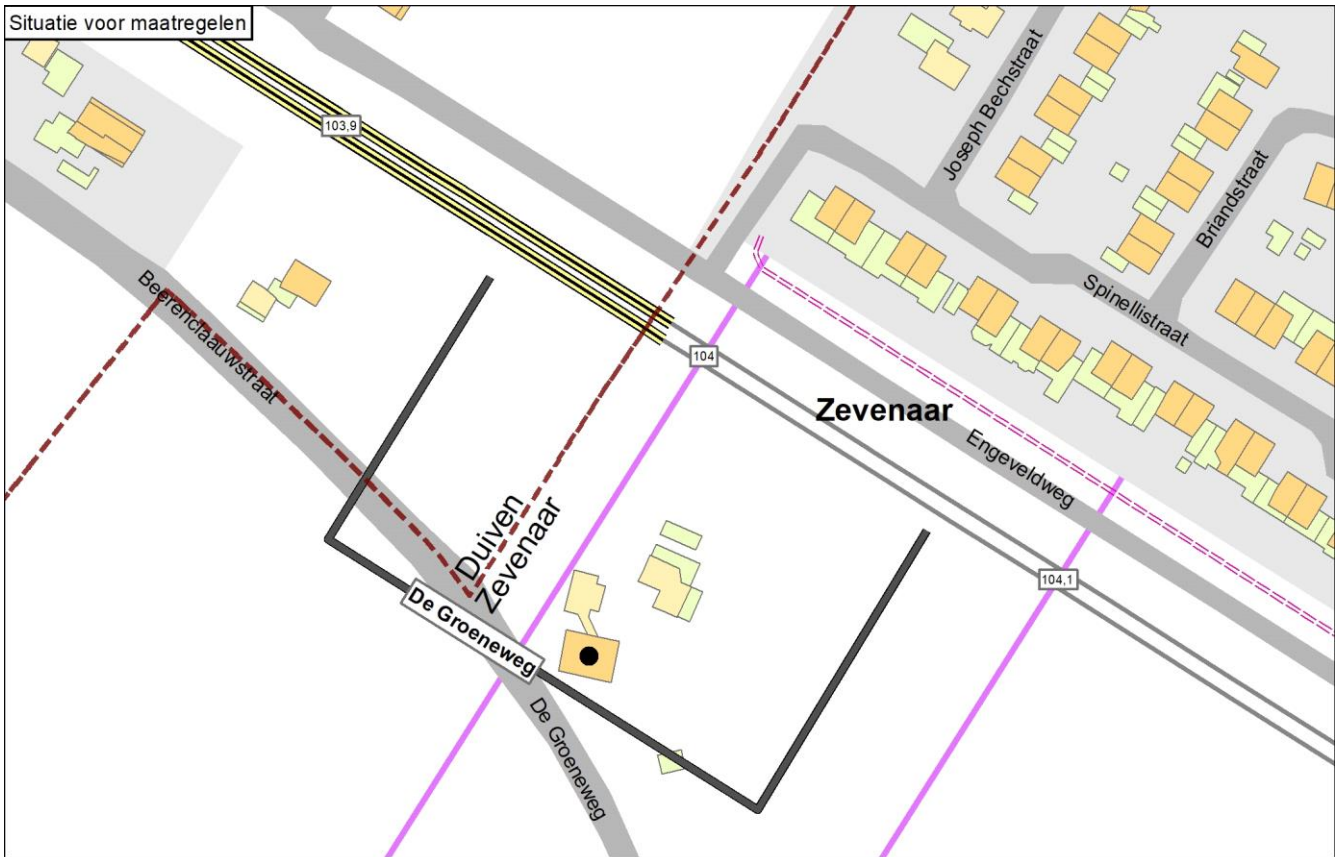 Situatie voor maatregelen
103,9
Joseph Bechstraat
Briandstraat
Beerenclaauwstraat
Spinellistraat
104
Zevenaar
Engeveldweg
Duiven
Zevenaar
104,1
De Groeneweg
De Groeneweg